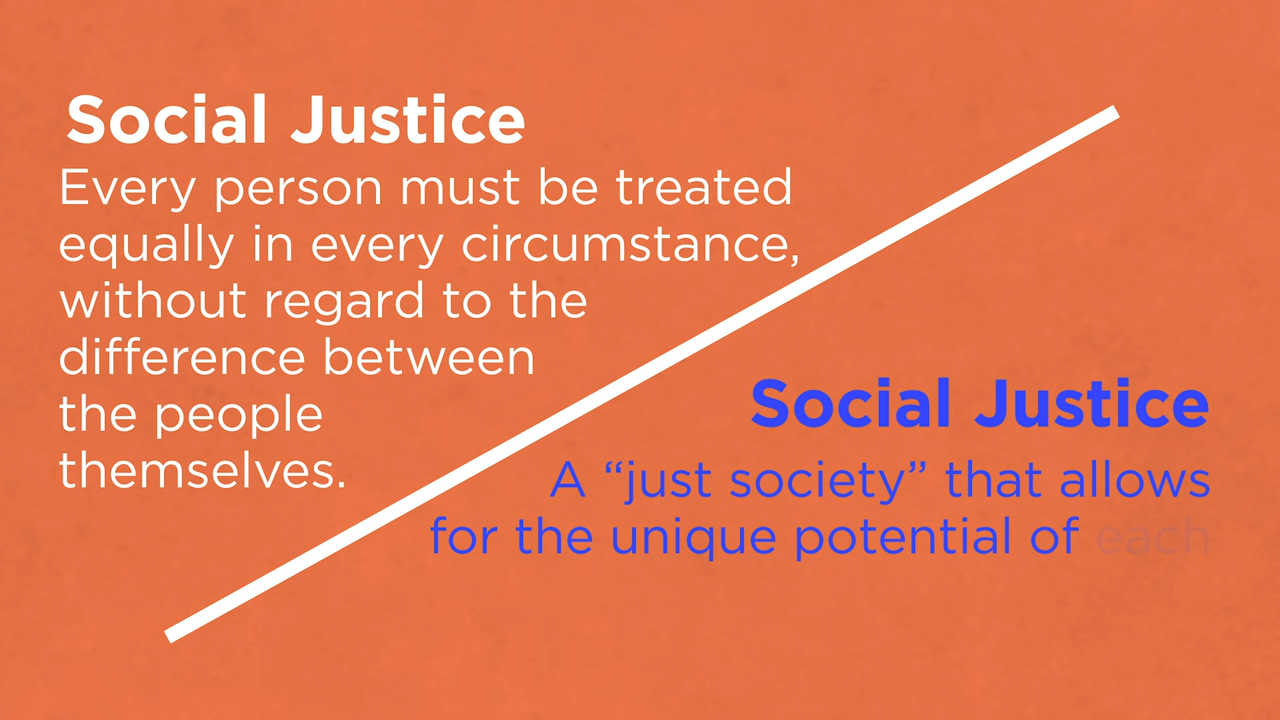 Social Justice
Every person must be treated
equally in every circumstance,
without regard to the
difference between
the people
themselves.
Social Justice
A “just society” that allows
for the unique potential of each